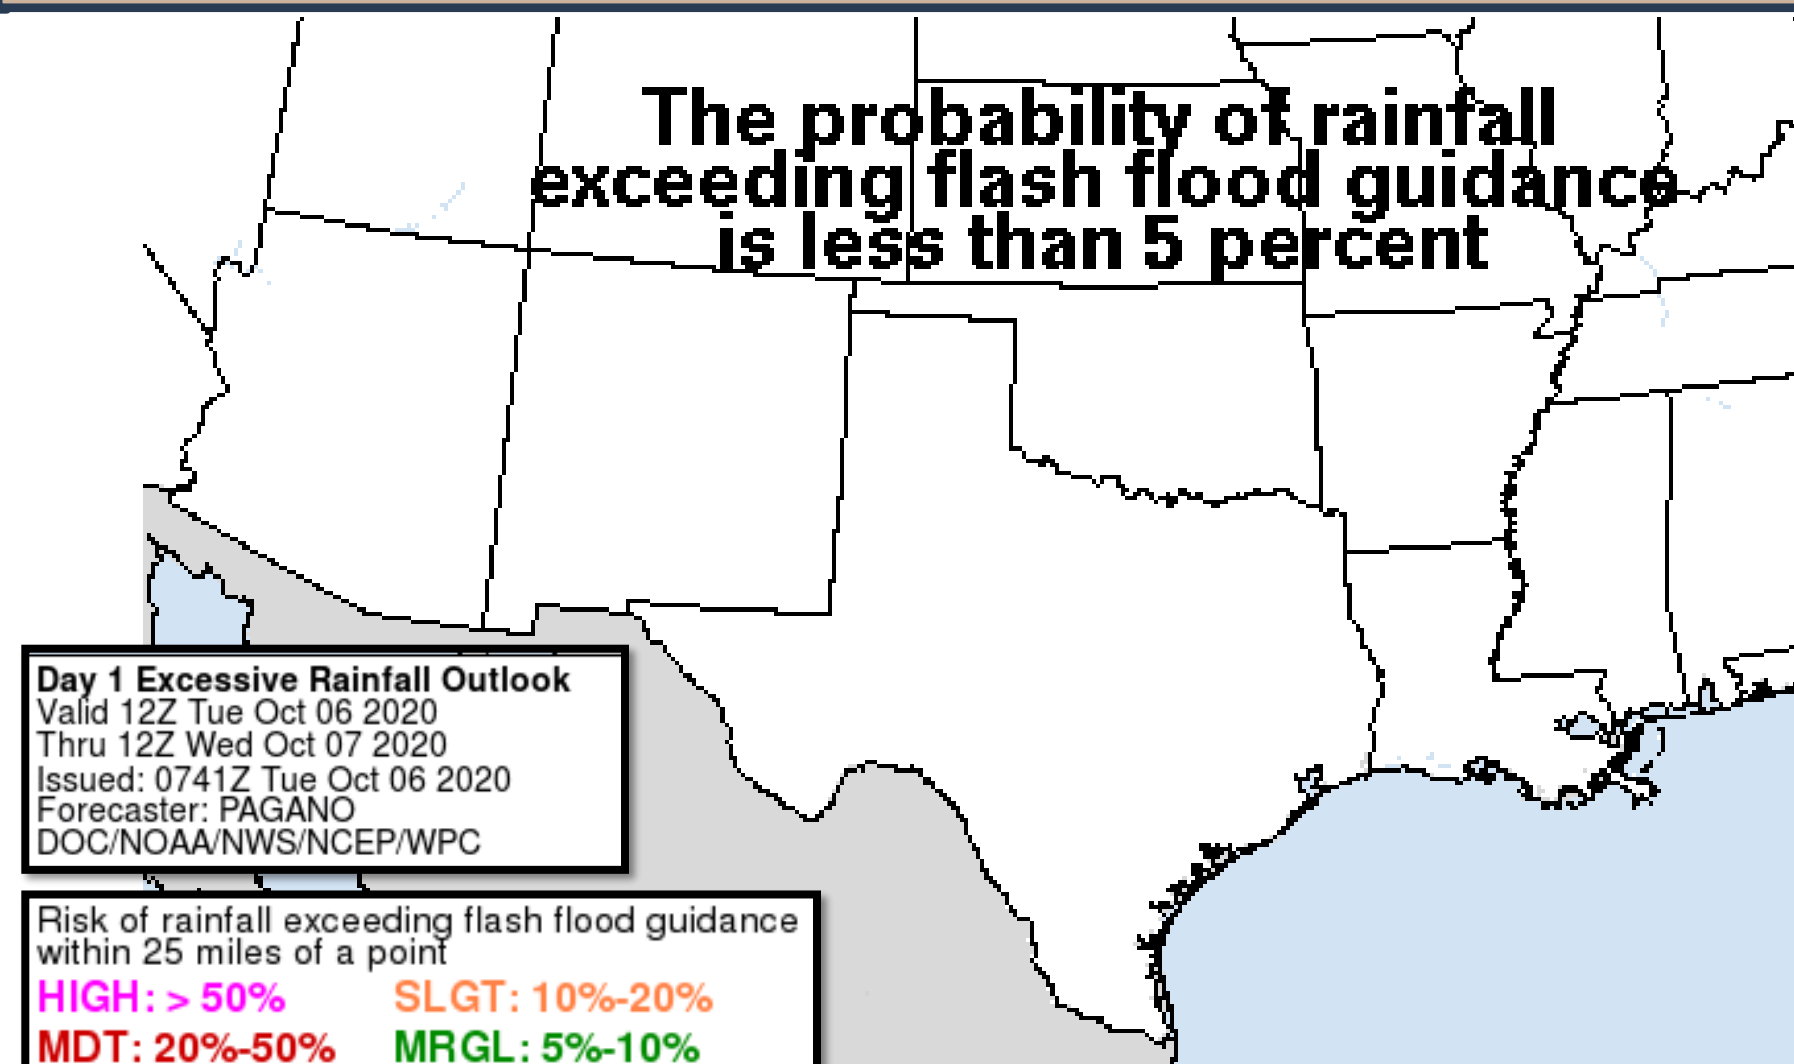 The probability of rainfall
exceeding flash flood guidance
is less than 5 percent
Day 1 Excessive Rainfall Outlook
Valid 12Z Tue Oct 06 2020
Thru 12Z Wed Oct 07 2020
Issued: 0741Z Tue Oct 06 2020
Forecaster: PAGANO
DOC/NOAA/NWS/NCEP/WPC
Risk of rainfall exceeding flash flood guidance
within 25 miles of a point
HIGH: > 50% SLGT: 10%-20%
MDT: 20%-50% MRGL: 5%-10%